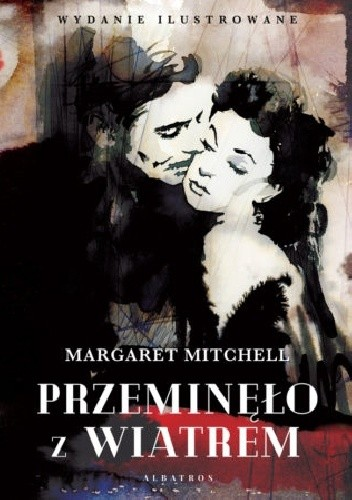 WYDANIE ILUSTROWANE
MARGARET MITCHELL
PRZEMINĘŁO
z WIATREM
ALBATROS